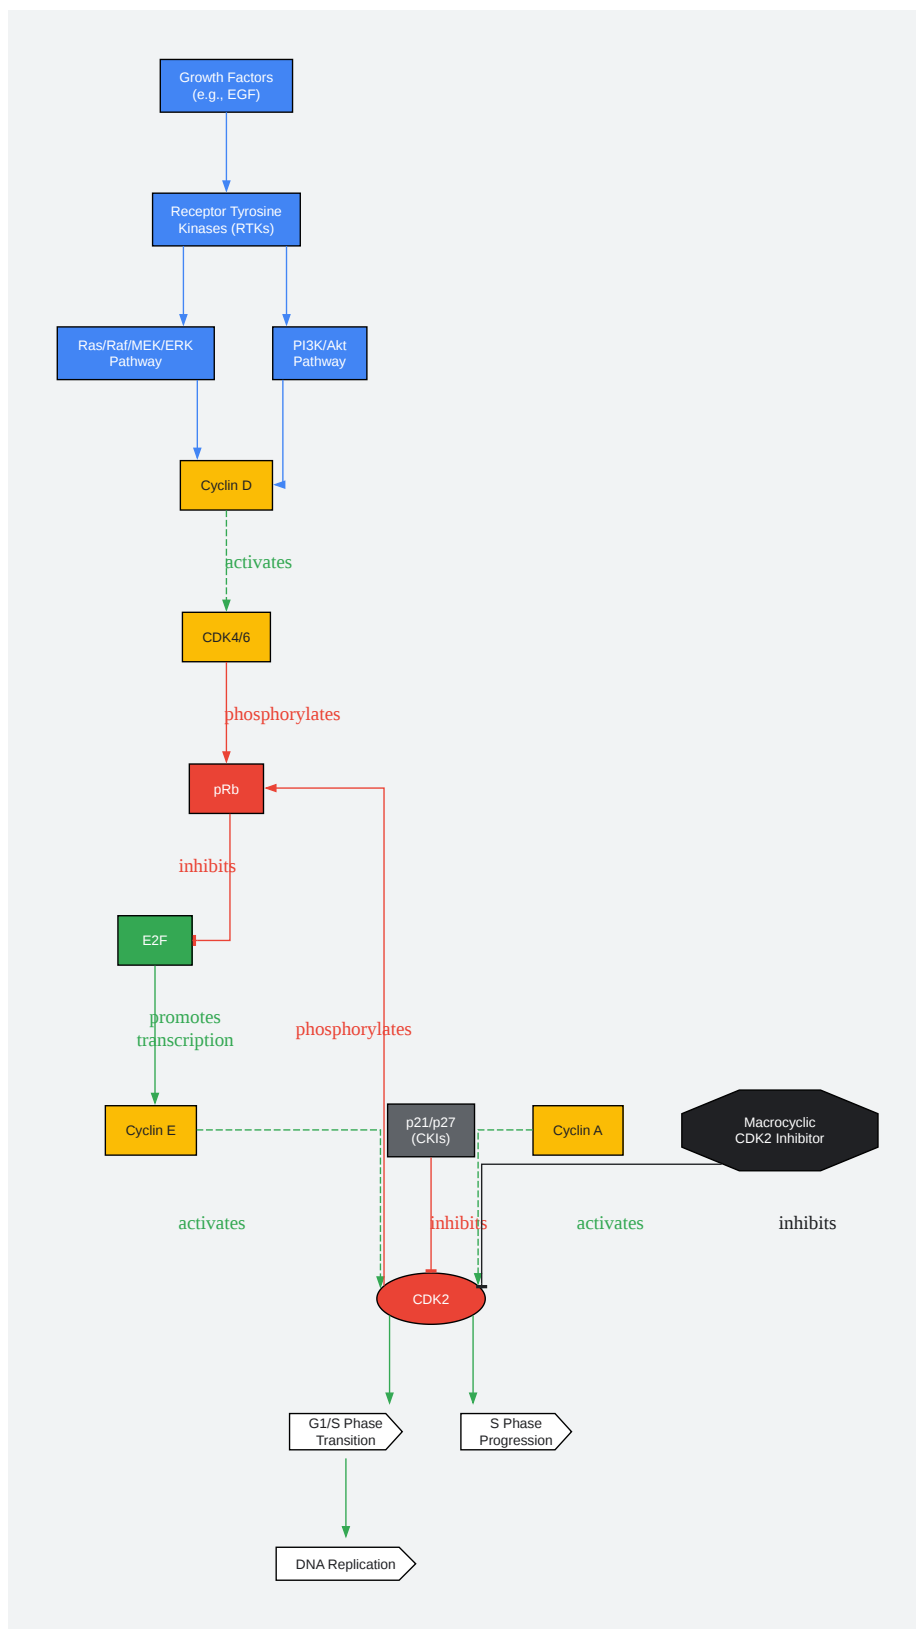 Growth Factors
(e.g., EGF)
Receptor Tyrosine
Kinases (RTKs)
Ras/Raf/MEK/ERK
Pathway
PI3K/Akt
Pathway
Cyclin D
activates
CDK4/6
phosphorylates
pRb
inhibits
E2F
promotes
transcription
phosphorylates
Cyclin E
p21/p27
(CKIs)
Cyclin A
Macrocyclic
CDK2 Inhibitor
activates
inhibits
activates
inhibits
CDK2
G1/S Phase
Transition
S Phase
Progression
DNA Replication